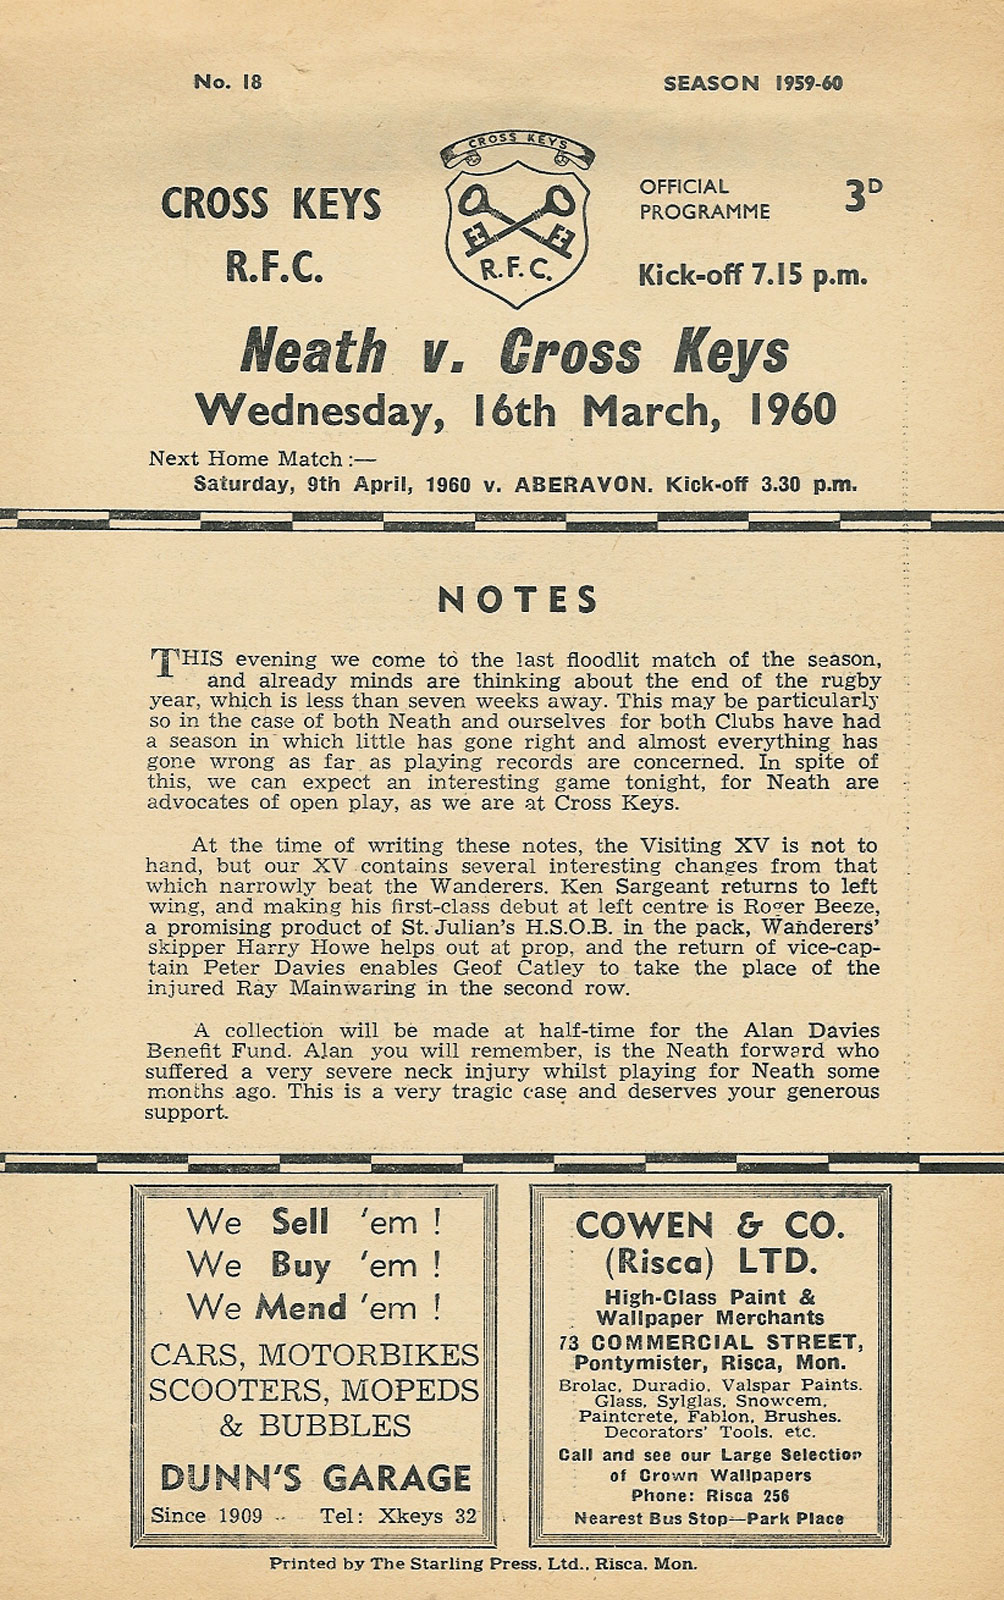 No. 18
SEASON 1959-60
CROSS KEYS
R.F.C.
CROSS KEYS
R.F.C.
OFFICIAL
PROGRAMME
3D
Kick-off 7.15 p.m.
Neath v. Cross Keys
Wednesday, 16th March, 1960
Next Home Match :—
Saturday, 9th April, 1960 v. ABERAVON. Kick-off 3.30 p.m.
NOTES
THIS evening we come to the last floodlit match of the season,
and already minds are thinking about the end of the rugby
year, which is less than seven weeks away. This may be particularly
so in the case of both Neath and ourselves for both Clubs have had
a season in which little has gone right and almost everything has
gone wrong as far as playing records are concerned. In spite of
this, we can expect an interesting game tonight, for Neath are
advocates of open play, as we are at Cross Keys.
At the time of writing these notes, the Visiting XV is not to
hand, but our XV contains several interesting changes from that
which narrowly beat the Wanderers. Ken Sargeant returns to left
wing, and making his first-class debut at left centre is Roger Beeze,
a promising product of St. Julian's H.S.O.B. in the pack, Wanderers'
skipper Harry Howe helps out at prop, and the return of vice-cap-
tain Peter Davies enables Geof Catley to take the place of the
injured Ray Mainwaring in the second row.
A collection will be made at half-time for the Alan Davies
Benefit Fund. Alan you will remember, is the Neath forward who
suffered a very severe neck injury whilst playing for Neath some
months ago. This is a very tragic case and deserves your generous
support.
We Sell 'em !
We Buy 'em !
We Mend 'em !
CARS, MOTORBIKES
SCOOTERS, MOPEDS
& BUBBLES
DUNN'S GARAGE
Since 1909 -- Tel: Xkeys 32
COWEN & CO.
(Risca) LTD.
High-Class Paint &
Wallpaper Merchants
73 COMMERCIAL STREET,
Pontymister, Risca, Mon.
Brolac, Duradio, Valspar Paints.
Glass, Sylglas, Snowcem,
Paintcrete, Fablon, Brushes.
Decorators' Tools. etc.
Call and see our Large Selection
of Crown Wallpapers
Phone: Risca 256
Nearest Bus Stop—Park Place
Printed by The Starling Press, Ltd., Risca. Mon.